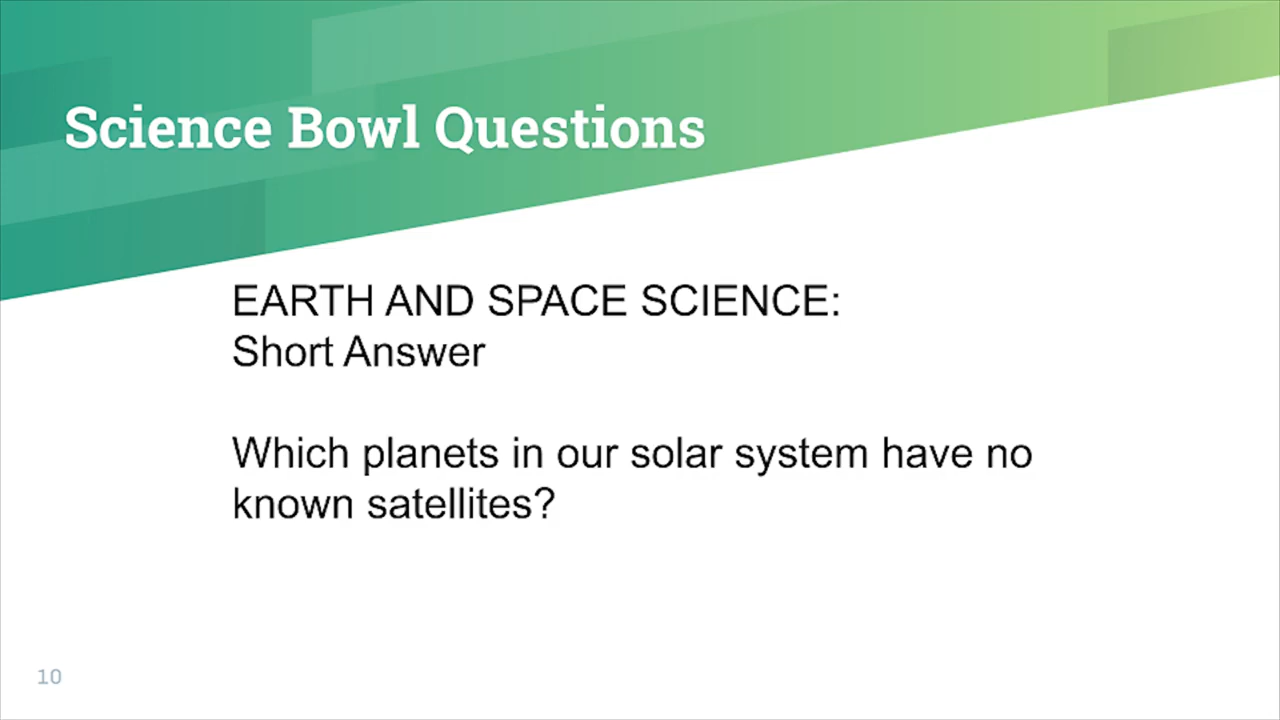 Science Bowl Questions
EARTH AND SPACE SCIENCE:
Short Answer
Which planets in our solar system have no
known satellites?
10